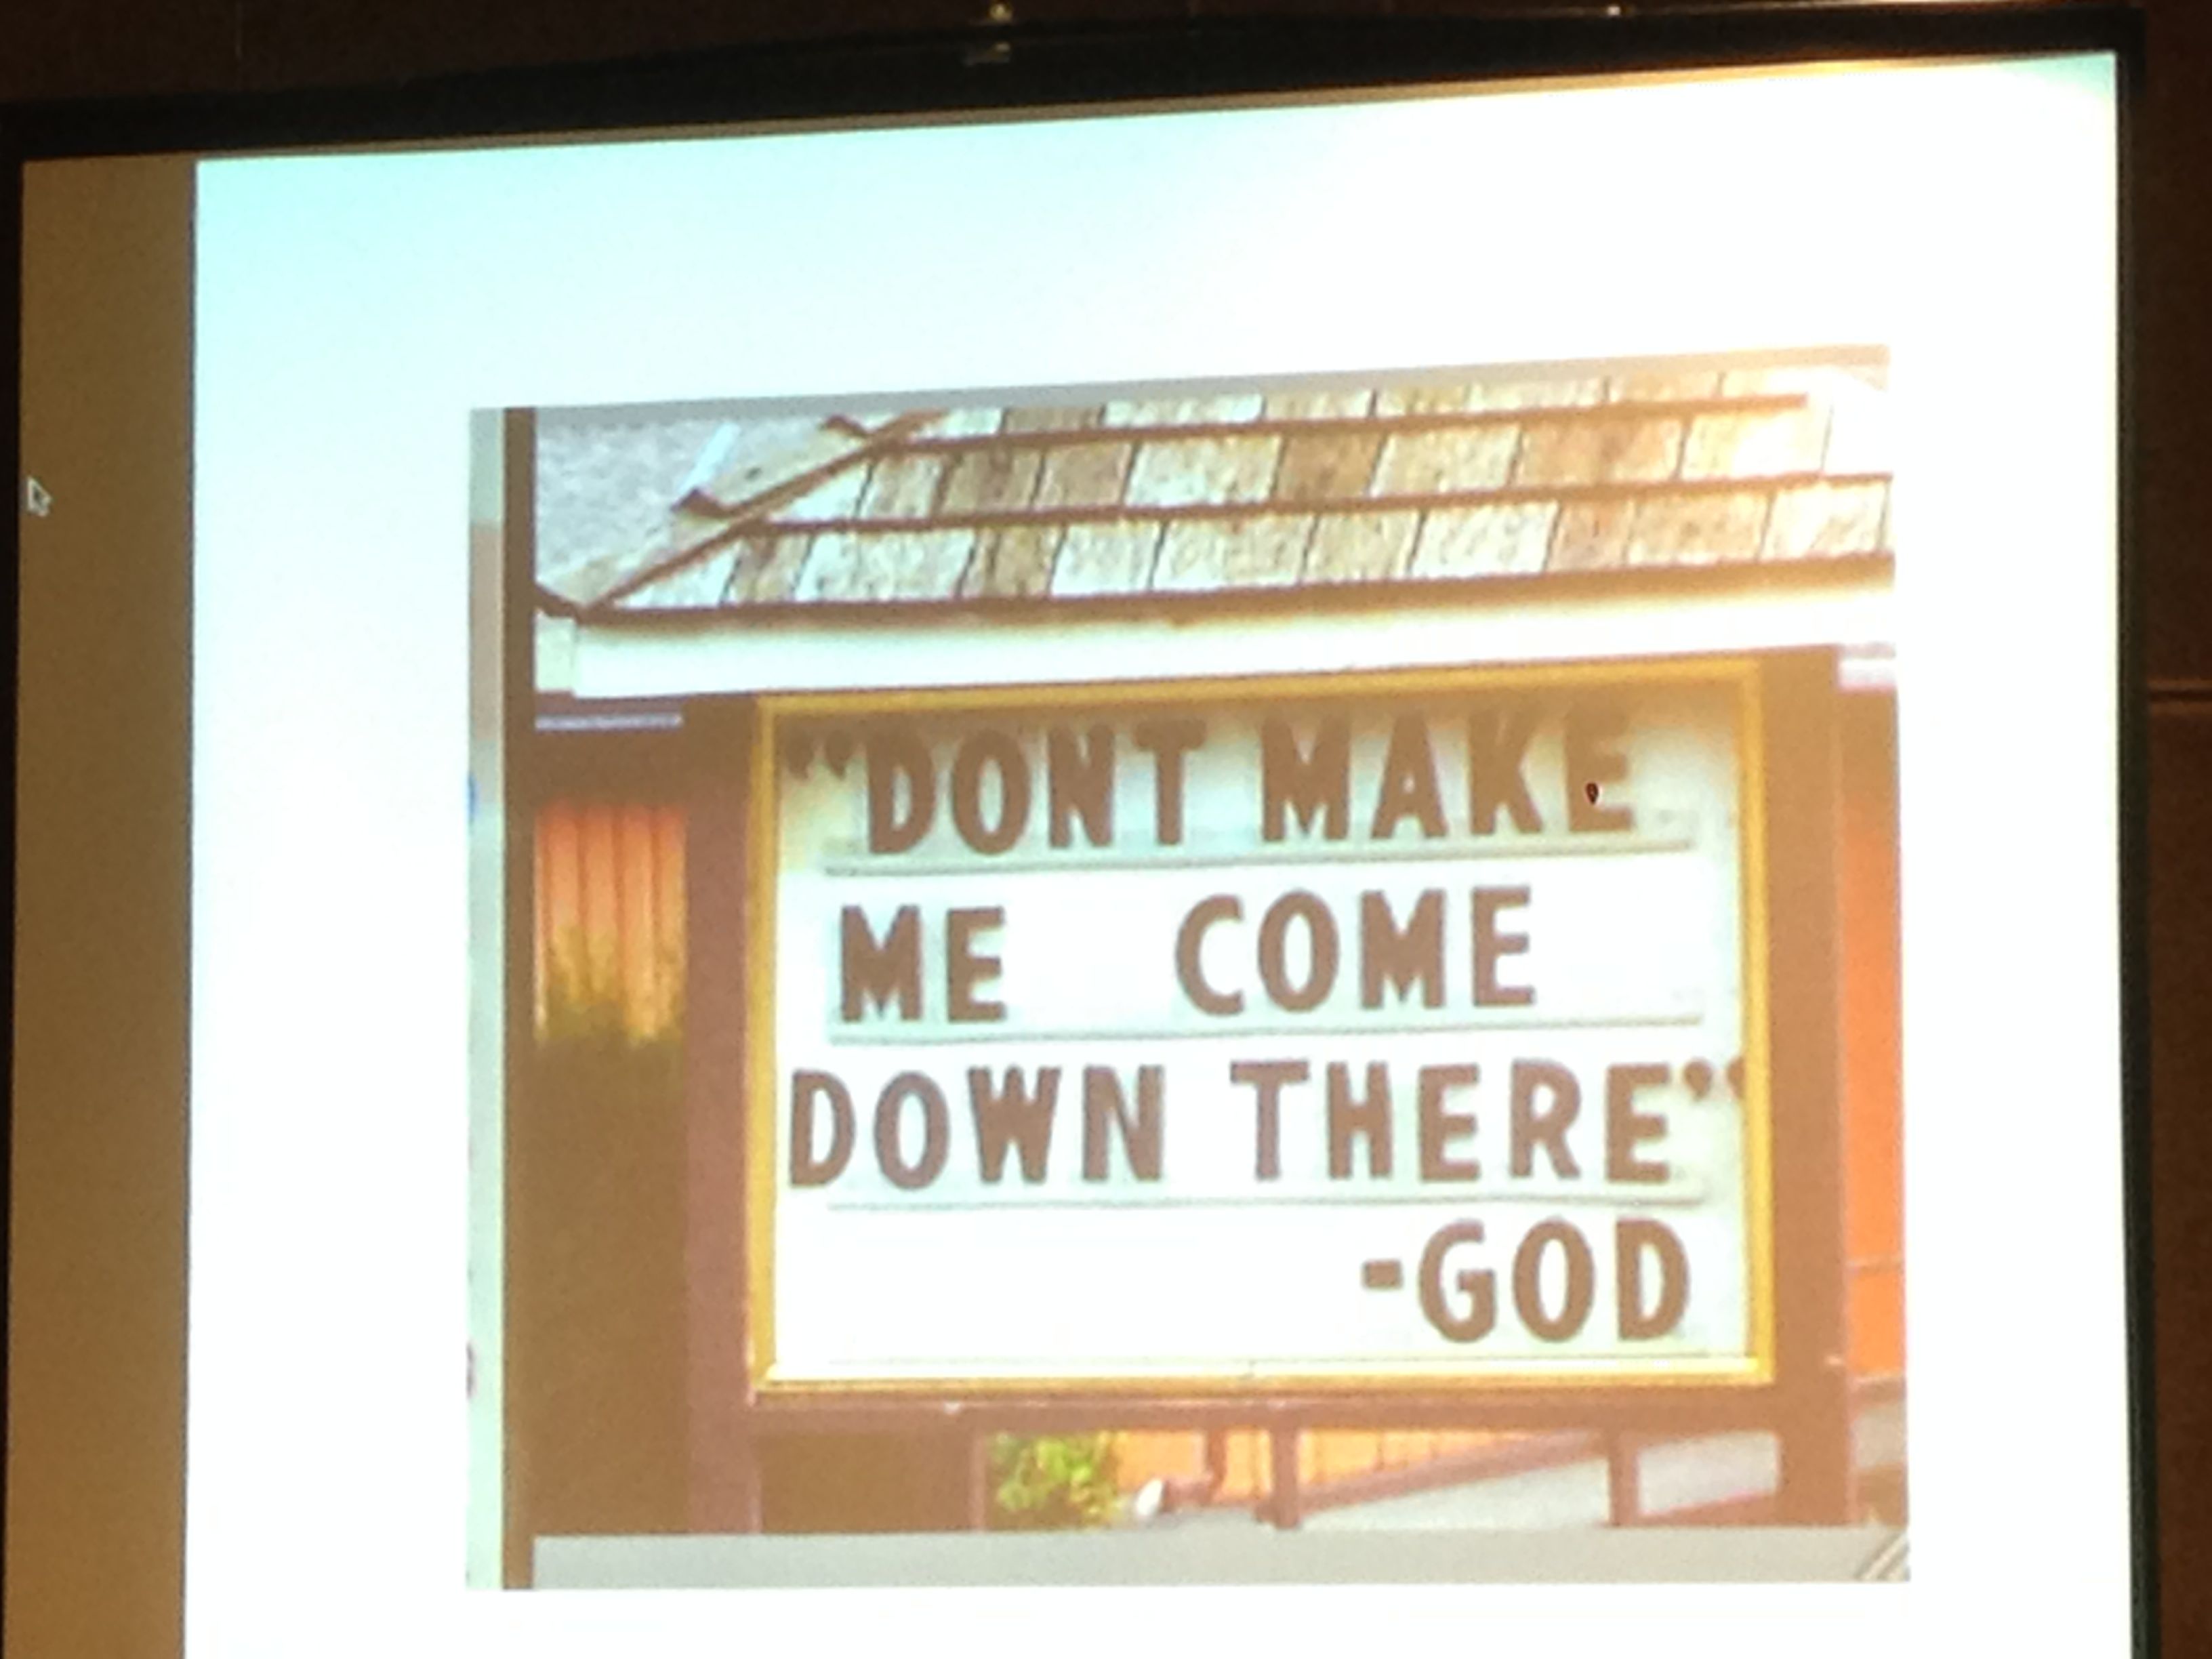 “DONT MAKE
ME COME
DOWN THERE”
-GOD